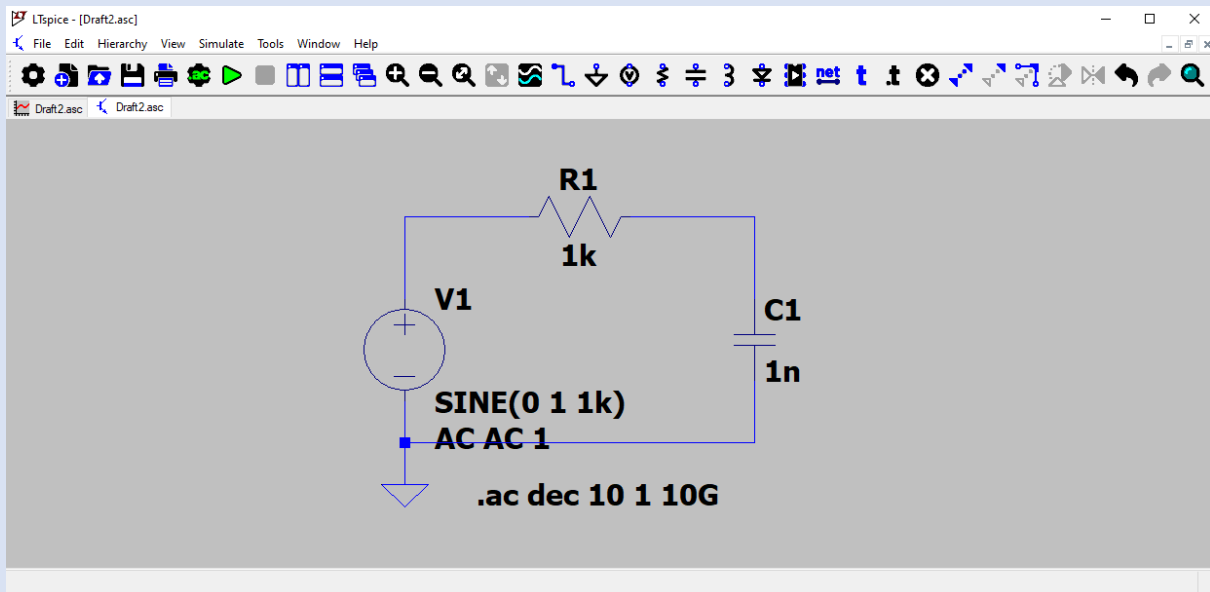 LTspice - [Draft2.asc]
File Edit Hierarchy View Simulate Tools Window Help
ac net t .t
Draft2.asc Draft2.asc
R1
1k
V1
C1
1n
SINE(0 1 1k)
AC AC 1
.ac dec 10 1 10G